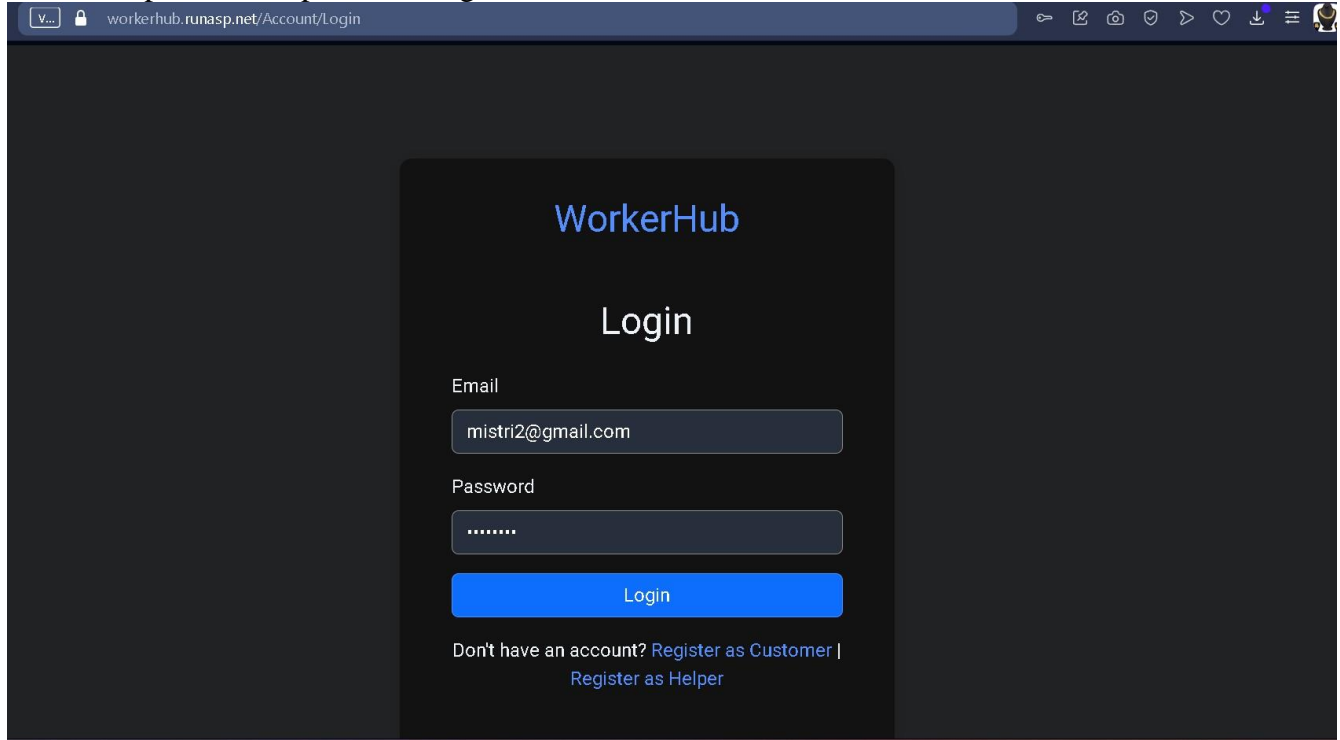 V...
workerhub.runasp.net/Account/Login
WorkerHub
Login
Email
mistri2@gmail.com
Password
........
Login
Don't have an account? Register as Customer |
Register as Helper